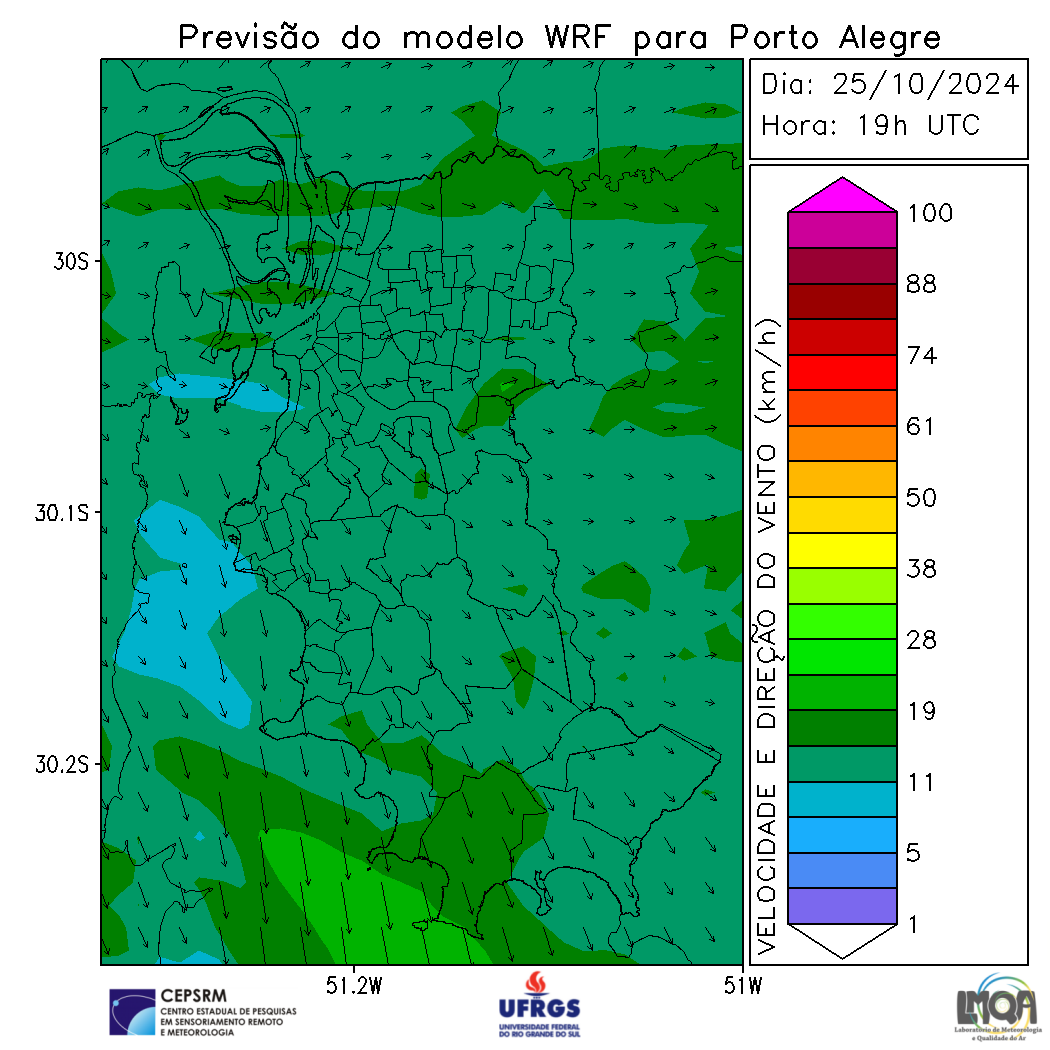 Previsão do modelo WRF para Porto Alegre
Dia: 25/10/2024
Hora: 19h UTC
30S
30.1S
30.2S
51.2W
51W
VELOCIDADE E DIREÇÃO DO VENTO (km/h)
100
88
74
61
50
38
28
19
11
5
1
CEPSRM
CENTRO ESTADUAL DE PESQUISAS
EM SENSORIAMENTO REMOTO
E METEOROLOGIA
UFRGS
UNIVERSIDADE FEDERAL
DO RIO GRANDE DO SUL
LMQA
Laboratório de Meteorologia
e Qualidade do Ar